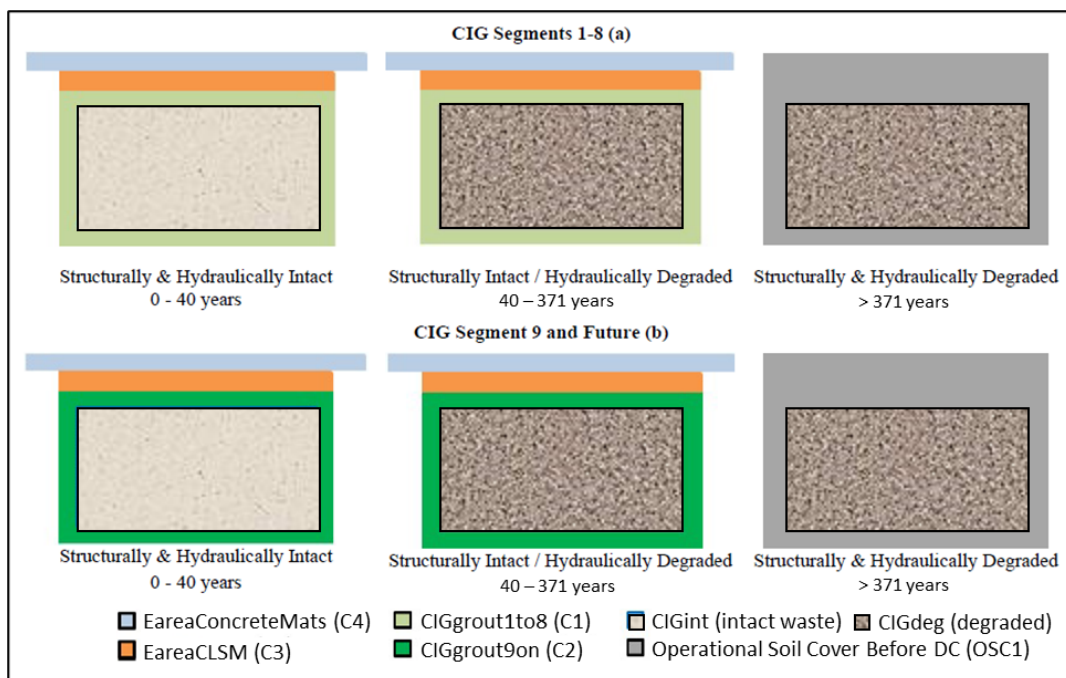 CIG Segments 1-8 (a)
Structurally & Hydraulically Intact
0 - 40 years
Structurally Intact / Hydraulically Degraded
40 – 371 years
Structurally & Hydraulically Degraded
> 371 years
CIG Segment 9 and Future (b)
Structurally & Hydraulically Intact
0 - 40 years
Structurally Intact / Hydraulically Degraded
40 – 371 years
Structurally & Hydraulically Degraded
> 371 years
EareaConcreteMats (C4)
CIGgrout1to8 (C1)
CIGint (intact waste)
CIGdeg (degraded)
EareaCLSM (C3)
CIGgrout9on (C2)
Operational Soil Cover Before DC (OSC1)